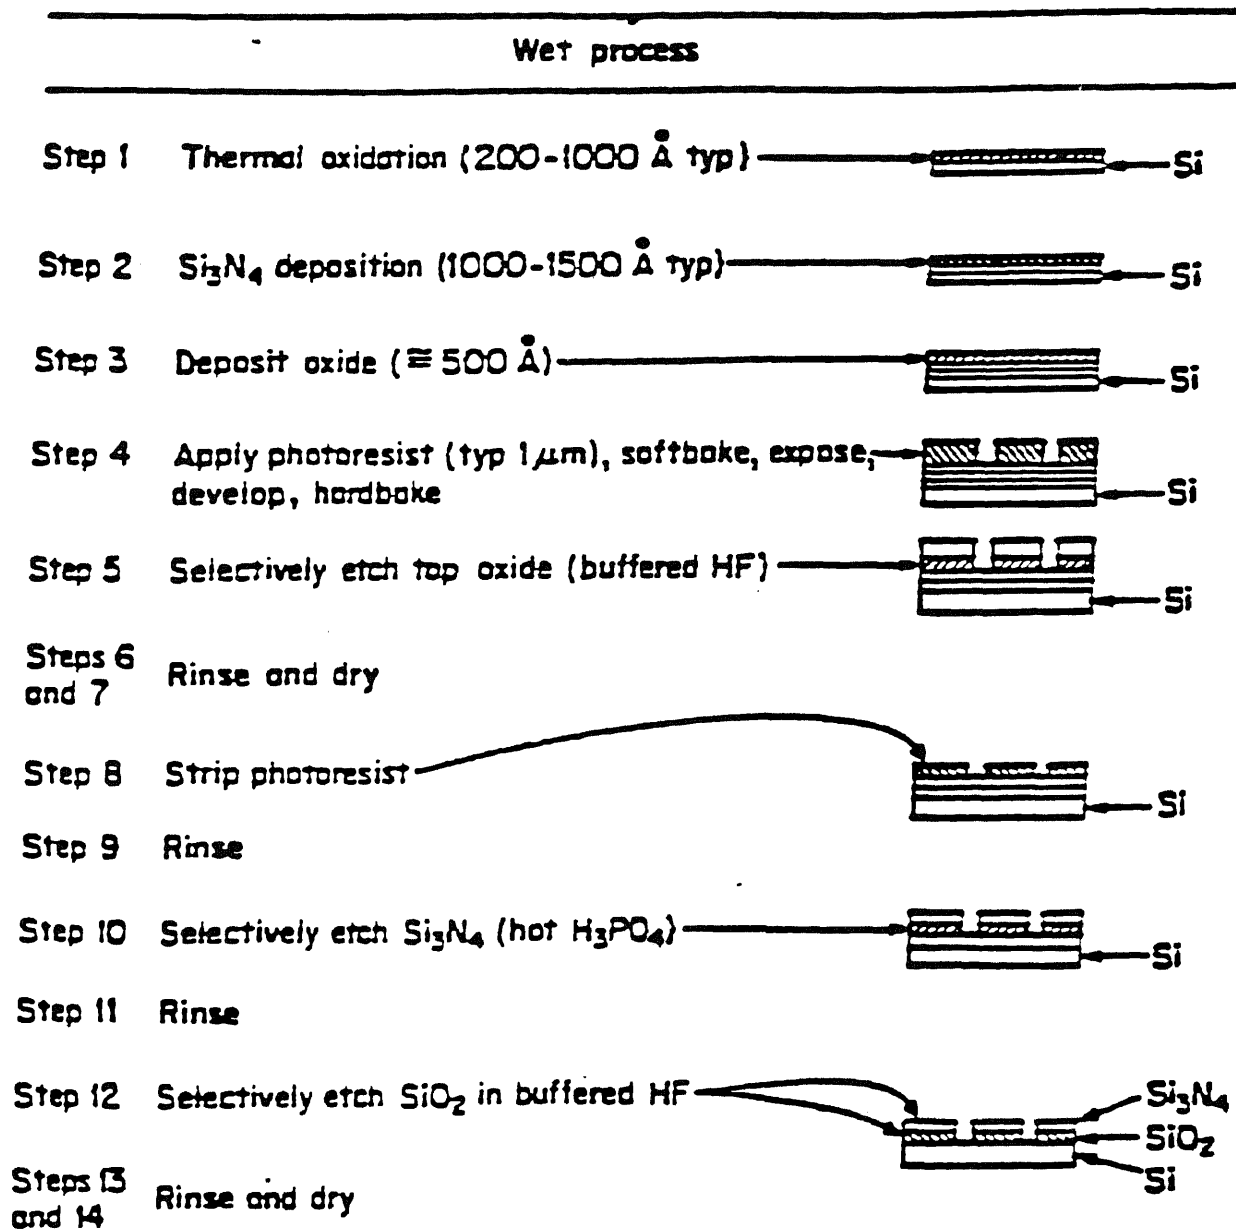 Wet process
Step 1 Thermal oxidation (200-1000 Å typ) Si
Step 2 Si₃N₄ deposition (1000-1500 Å typ) Si
Step 3 Deposit oxide (≅ 500 Å) Si
Step 4 Apply photoresist (typ 1 μm), softbake, expose,
develop, hardbake
Si
Step 5 Selectively etch top oxide (buffered HF)
Si
Steps 6
and 7
Rinse and dry
Step 8 Strip photoresist
Si
Step 9 Rinse
Step 10 Selectively etch Si₃N₄ (hot H₃PO₄)
Si
Step 11 Rinse
Step 12 Selectively etch SiO₂ in buffered HF
Si₃N₄
SiO₂
Si
Steps 13
and 14
Rinse and dry